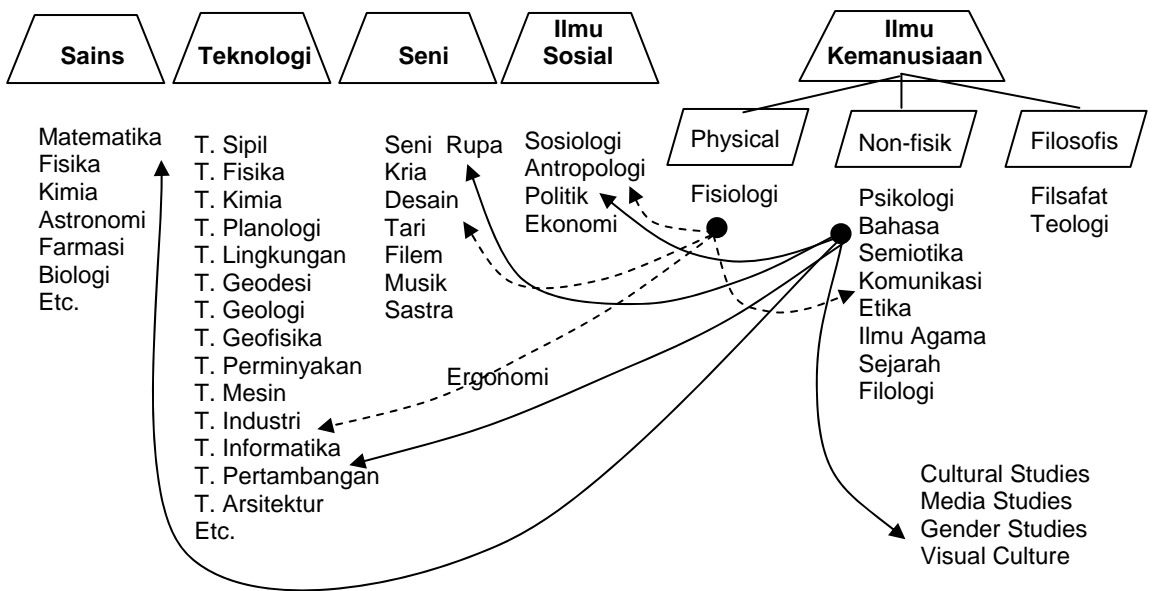 Sains
Teknologi
Seni
Ilmu
Sosial
Ilmu
Kemanusiaan
Physical
Non-fisik
Filosofis
Matematika
Fisika
Kimia
Astronomi
Farmasi
Biologi
Etc.
T. Sipil
T. Fisika
T. Kimia
T. Planologi
T. Lingkungan
T. Geodesi
T. Geologi
T. Geofisika
T. Perminyakan
T. Mesin
T. Industri
T. Informatika
T. Pertambangan
T. Arsitektur
Etc.
Seni Rupa
Kria
Desain
Tari
Filem
Musik
Sastra
Ergonomi
Sosiologi
Antropologi
Politik
Ekonomi
Fisiologi
Psikologi
Bahasa
Semiotika
Komunikasi
Etika
Ilmu Agama
Sejarah
Filologi
Filsafat
Teologi
Cultural Studies
Media Studies
Gender Studies
Visual Culture